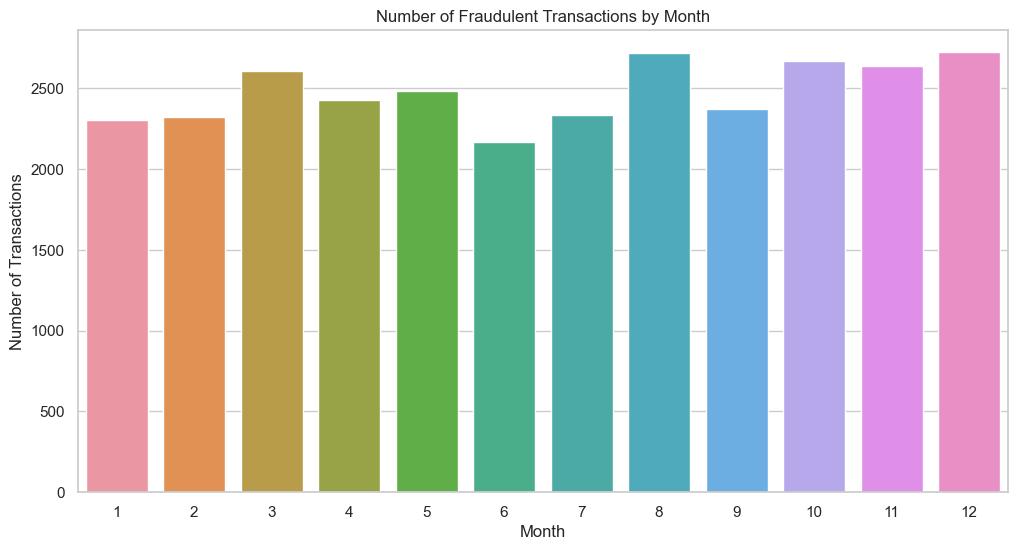 Number of Fraudulent Transactions by Month
Number of Transactions
2500
2000
1500
1000
500
0
1 2 3 4 5 6 7 8 9 10 11 12
Month